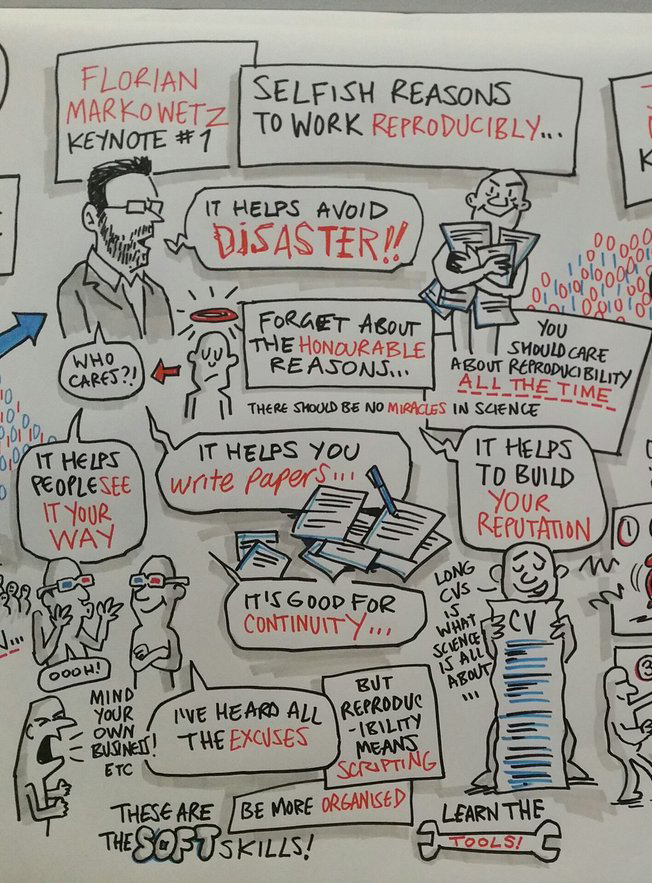 FLORIAN
MARKOWETZ
KEYNOTE #1
SELFISH REASONS
TO WORK REPRODUCIBLY...
IT HELPS AVOID
DISASTER!!
WHO
CARES?!
FORGET ABOUT
THE HONOURABLE
REASONS...
YOU
SHOULD CARE
ABOUT REPRODUCIBILITY
ALL THE TIME
THERE SHOULD BE NO MIRACLES IN SCIENCE
IT HELPS
PEOPLE SEE
IT YOUR
WAY
IT HELPS YOU
write papers...
IT HELPS
TO BUILD
YOUR
REPUTATION
IT'S GOOD FOR
CONTINUITY...
LONG
CVS
IS
WHAT
SCIENCE
IS ALL
ABOUT
...
CV
OOOH!
MIND
YOUR
OWN
BUSINESS!
ETC
I'VE HEARD ALL
THE EXCUSES
BUT
REPRODUC
-IBILITY
MEANS
SCRIPTING
BE MORE ORGANISED
THESE ARE
THE SOFT SKILLS!
LEARN THE
TOOLS!